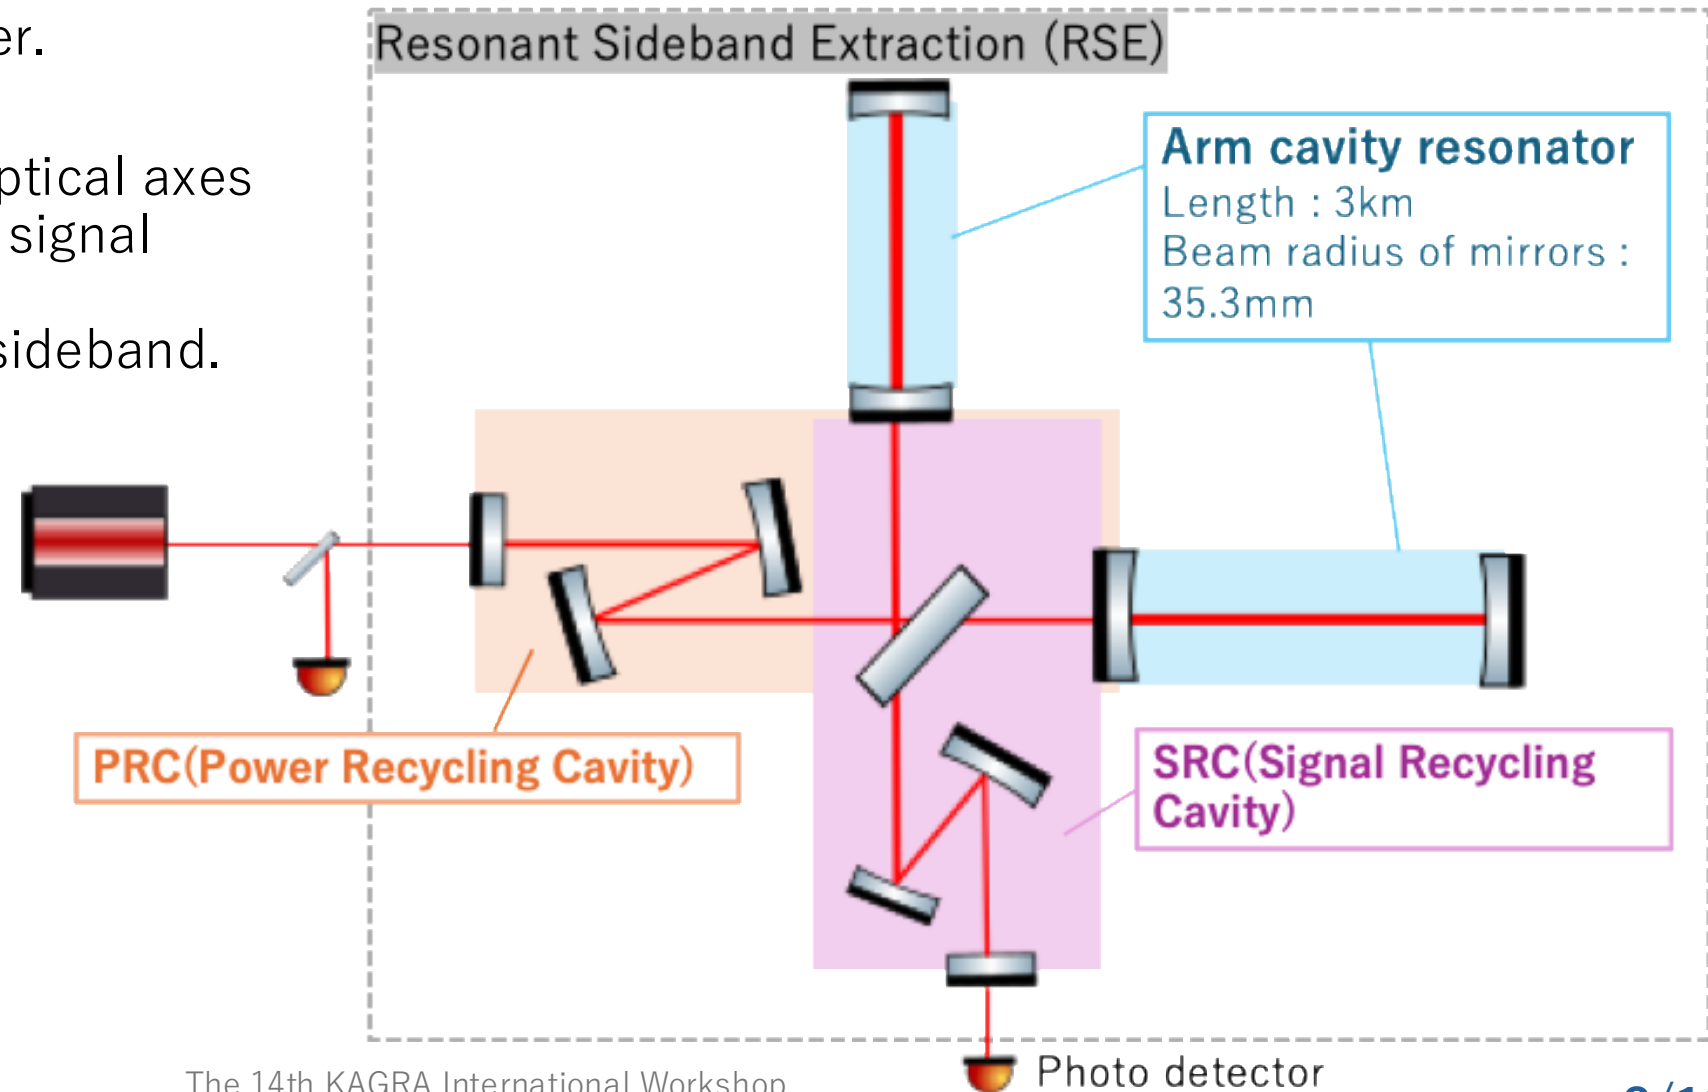 er.
ptical axes
signal
sideband.
Resonant Sideband Extraction (RSE)
Arm cavity resonator
Length : 3km
Beam radius of mirrors :
35.3mm
PRC(Power Recycling Cavity)
SRC(Signal Recycling
Cavity)
Photo detector
The 14th KAGRA International Workshop